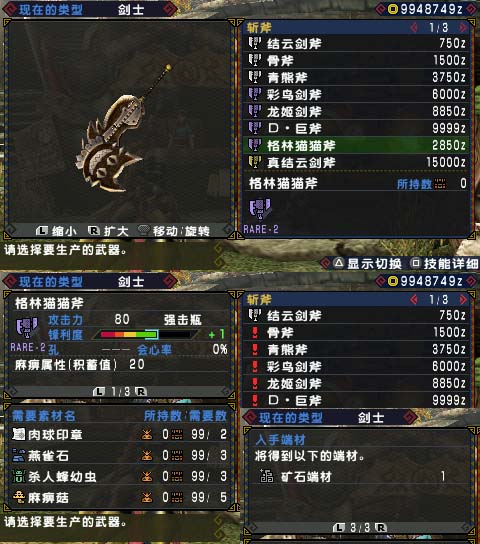 现在的类型 剑士
9948749z
斩斧 1/3
结云剑斧 750z
骨斧 1500z
青熊斧 3750z
彩鸟剑斧 6000z
龙姬剑斧 8850z
D·巨斧 9999z
格林猫猫斧 2850z
真结云剑斧 15000z
格林猫猫斧 所持数 0
RARE-2
L 缩小 R 扩大 移动/旋转
请选择要生产的武器。
△显示切换 □技能详细
现在的类型 剑士
9948749z
格林猫猫斧
攻击力 80 强击瓶
锋利度 +1
RARE-2 孔 --- 会心率 0%
麻痹属性(积蓄值) 20
L 1/3 R
斩斧 1/3
结云剑斧 750z
骨斧 1500z
青熊斧 3750z
彩鸟剑斧 6000z
龙姬剑斧 8850z
D·巨斧 9999z
需要素材名 所持数/需要数
肉球印章 0 99/ 2
燕雀石 0 99/ 3
杀人蜂幼虫 0 99/ 3
麻痹菇 0 99/ 5
请选择要生产的武器。
现在的类型 剑士
入手端材
将得到以下的端材。
矿石端材 1
L 3/3 R